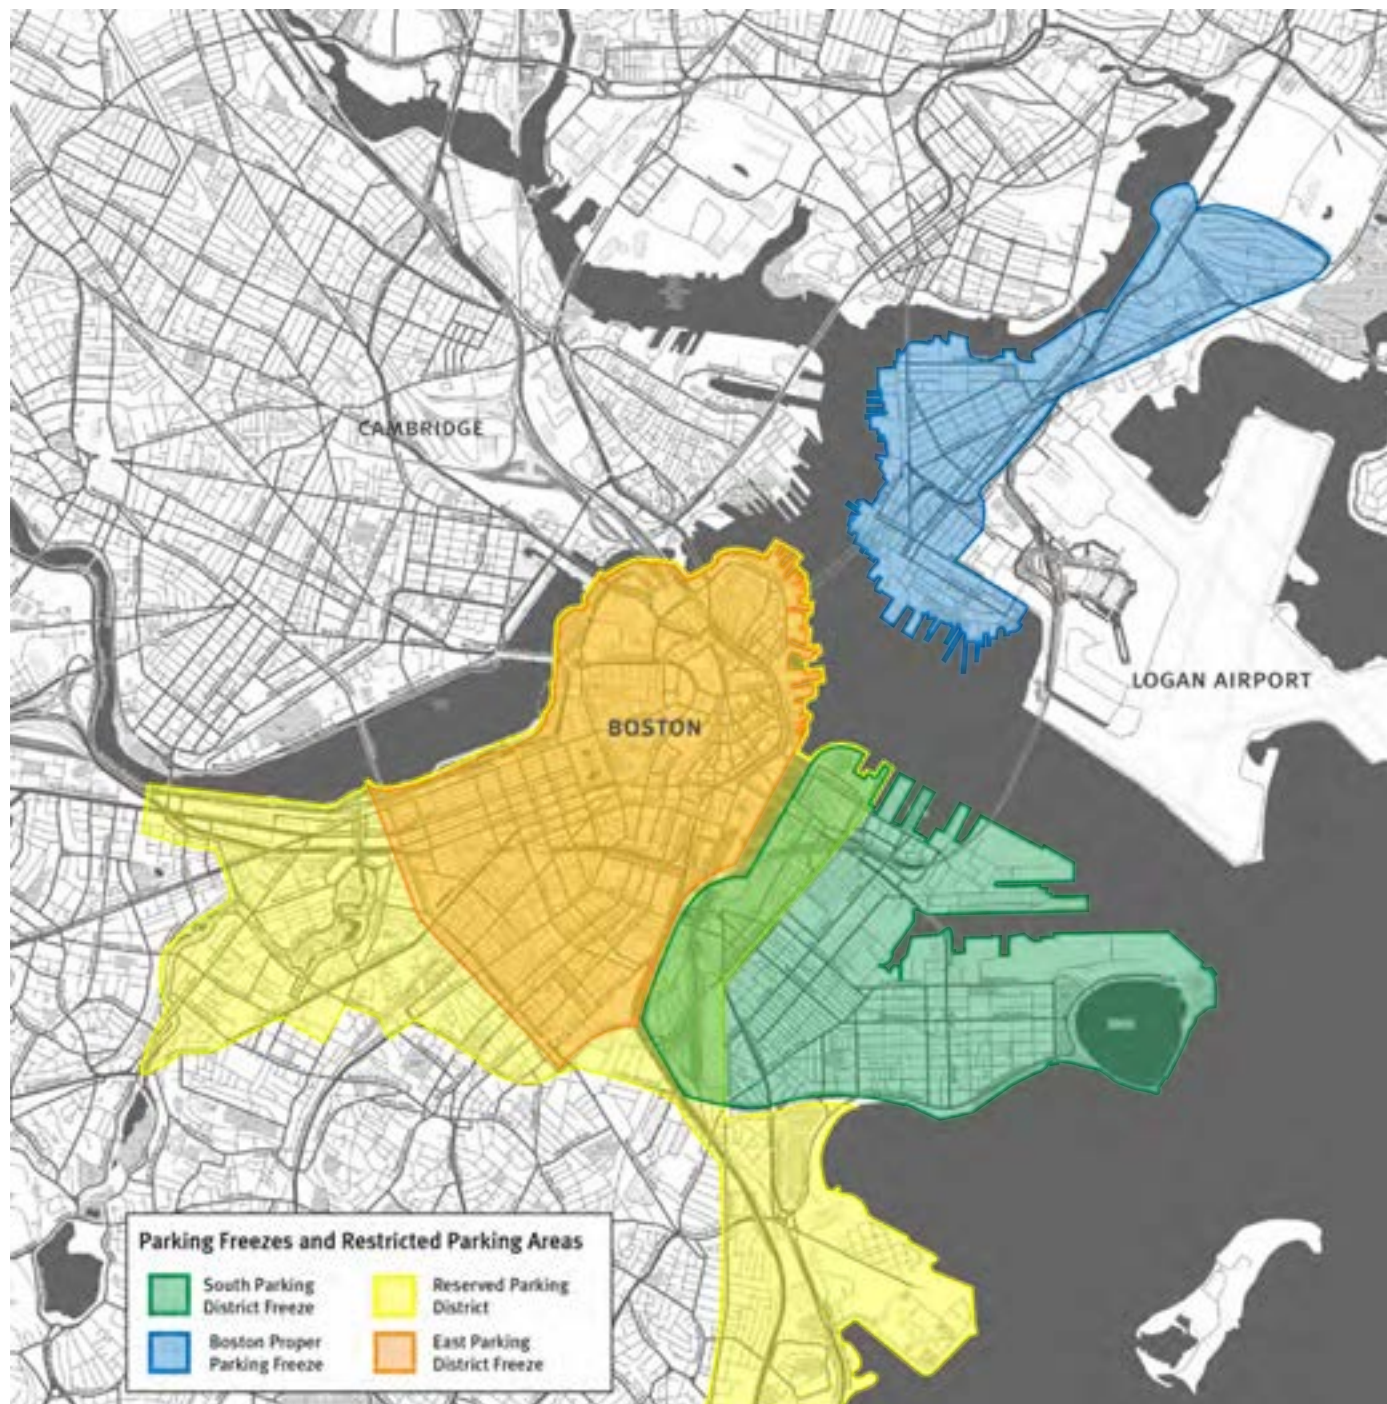 CAMBRIDGE
LOGAN AIRPORT
BOSTON
Parking Freezes and Restricted Parking Areas
South Parking
District Freeze
Reserved Parking
District
Boston Proper
Parking Freeze
East Parking
District Freeze